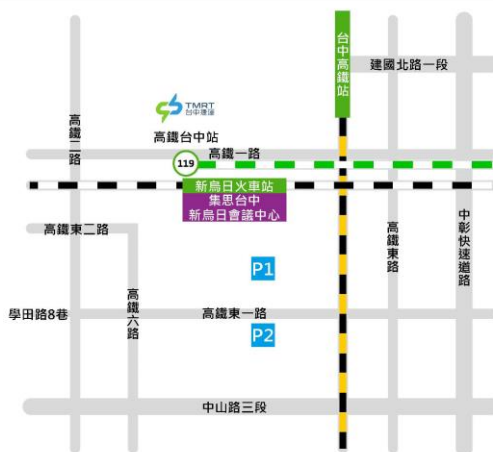 台中高鐵站
建國北路一段
TMRT
台中捷運
高鐵二路
高鐵台中站
119
高鐵一路
新烏日火車站
集思台中
新烏日會議中心
高鐵東二路
高鐵東路
中彰快速道路
P1
高鐵六路
學田路8巷
高鐵東一路
P2
中山路三段